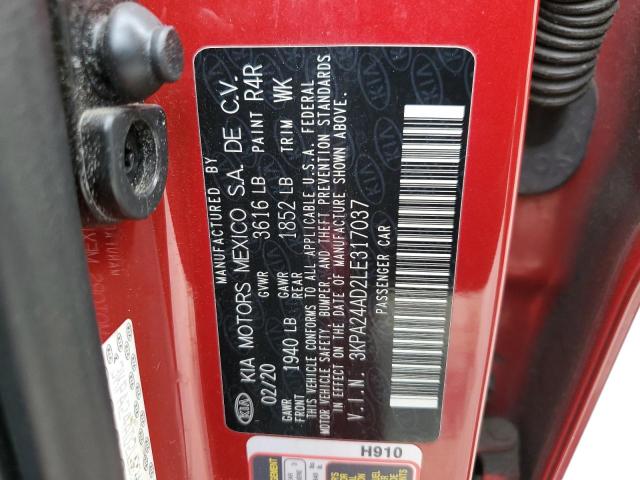 MANUFACTURED BY
KIA KIA MOTORS MEXICO S.A. DE C.V.
02/20 GVWR 3616 LB PAINT R4R
GAWR FRONT 1940 LB GAWR REAR 1852 LB TRIM WK
THIS VEHICLE CONFORMS TO ALL APPLICABLE U.S.A. FEDERAL
MOTOR VEHICLE SAFETY, BUMPER, AND THEFT PREVENTION STANDARDS
IN EFFECT ON THE DATE OF MANUFACTURE SHOWN ABOVE.
V.I.N. 3KPA24AD2LE317037
PASSENGER CAR
H910